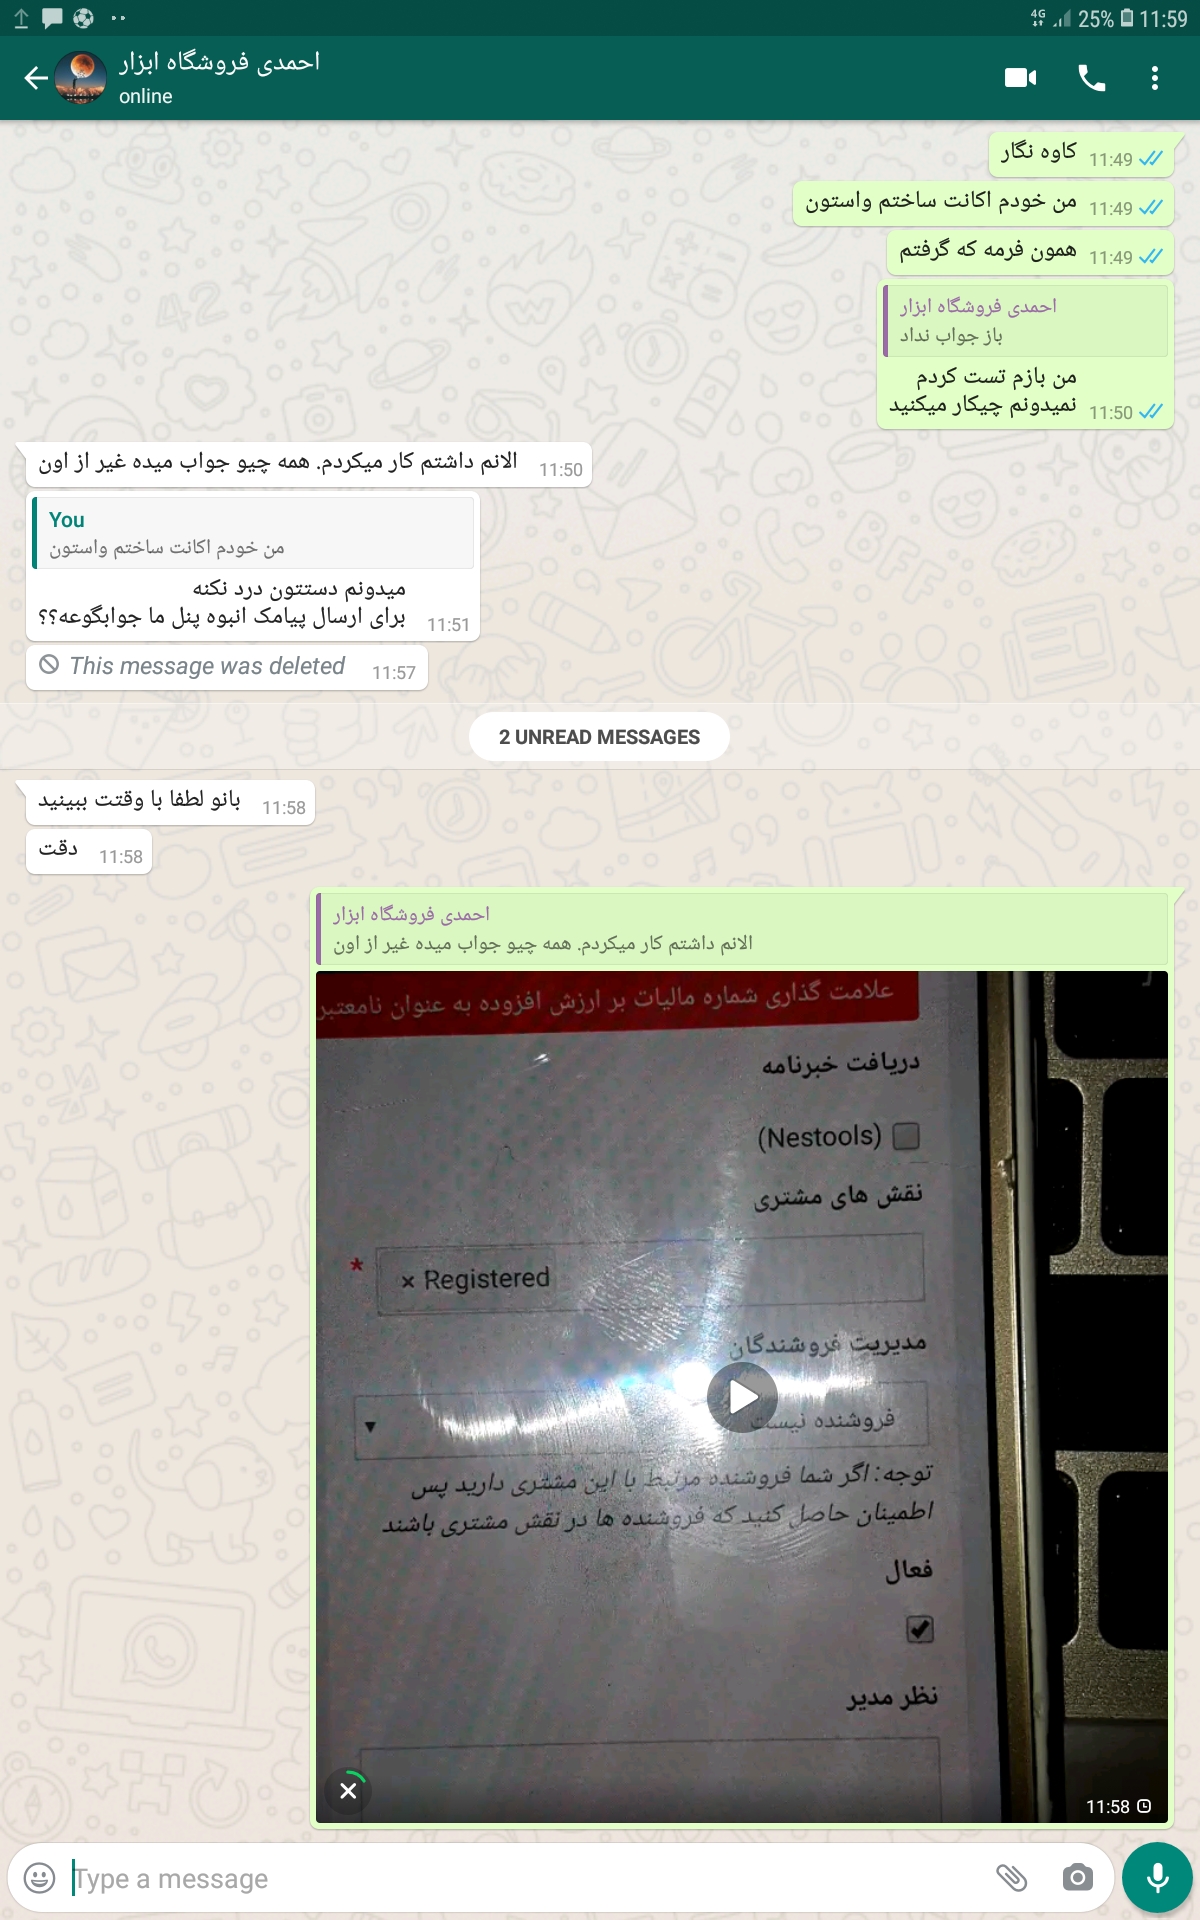 4G 25% 11:59
احمدی فروشگاه ابزار
online
کاوه نگار 11:49
من خودم اکانت ساختم واستون 11:49
همون فرمه که گرفتم 11:49
احمدی فروشگاه ابزار
باز جواب نداد
من بازم تست کردم
نمیدونم چیکار میکنید 11:50
الانم داشتم کار میکردم. همه چیو جواب میده غیر از اون 11:50
You
من خودم اکانت ساختم واستون
میدونم دستتون درد نکنه
برای ارسال پیامک انبوه پنل ما جوابگوعه؟؟ 11:51
This message was deleted 11:57
2 UNREAD MESSAGES
بانو لطفا با وقتت ببینید 11:58
دقت 11:58
احمدی فروشگاه ابزار
الانم داشتم کار میکردم. همه چیو جواب میده غیر از اون
علامت گذاری شماره مالیات بر ارزش افزوده به عنوان نامعتبر
دریافت خبرنامه
(Nestools)
نقش های مشتری
* × Registered
مدیریت فروشندگان
فروشنده نیست
توجه: اگر شما فروشنده مرتبط با این مشتری دارید پس
اطمینان حاصل کنید که فروشنده ها در نقش مشتری باشند
فعال
نظر مدیر
11:58
Type a message